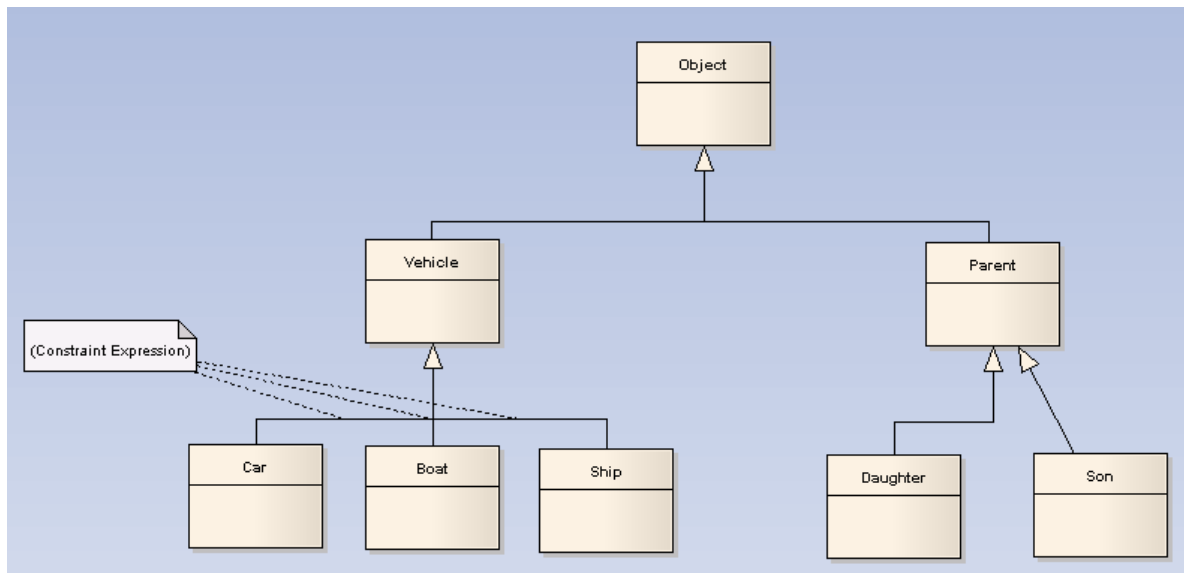 Object
Vehicle
Parent
(Constraint Expression)
Car
Boat
Ship
Daughter
Son